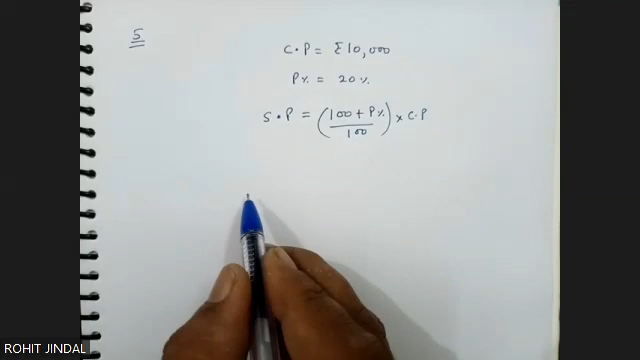 5
C.P = ₹10,000
P% = 20%
S.P = (100 + P% / 100) × C.P
ROHIT JINDAL